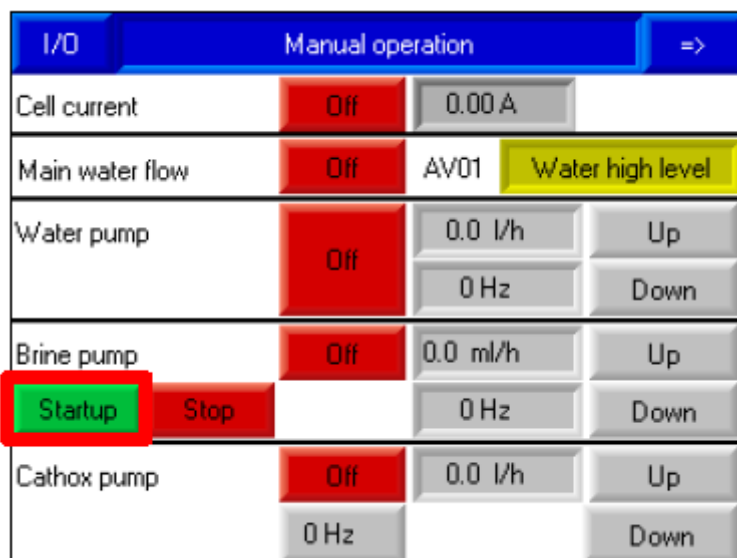 I/O Manual operation =>
Cell current Off 0.00 A
Main water flow Off AV01 Water high level
Water pump Off 0.0 l/h Up
0 Hz Down
Brine pump Off 0.0 ml/h Up
Startup Stop 0 Hz Down
Cathox pump Off 0.0 l/h Up
0 Hz Down